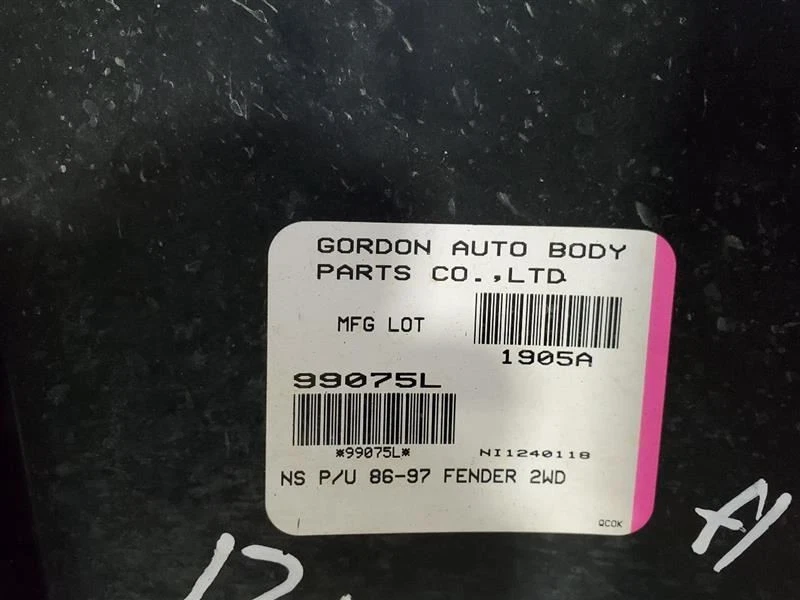 GORDON AUTO BODY
PARTS CO.,LTD.
MFG LOT
1905A
99075L
*99075L*
NI1240118
NS P/U 86-97 FENDER 2WD
QCOK